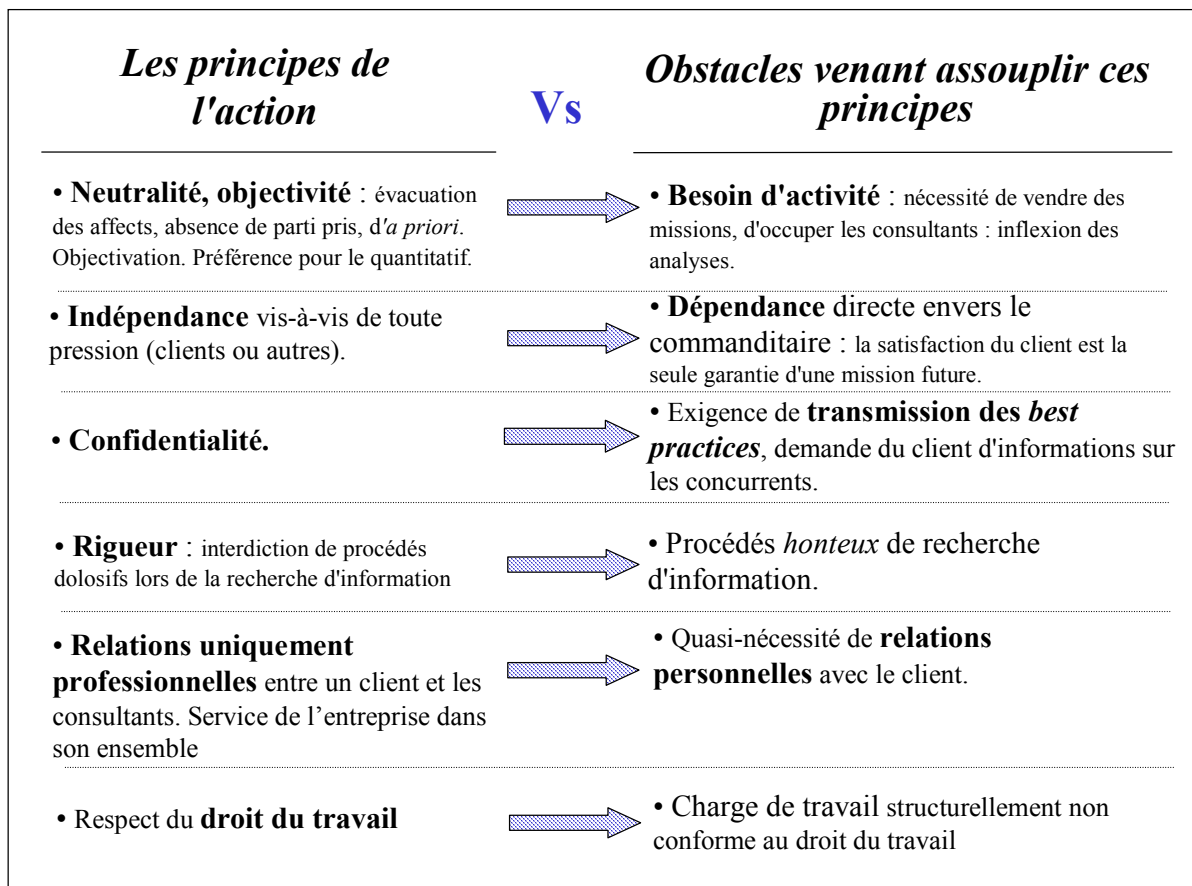 Les principes de
l'action
Vs
Obstacles venant assouplir ces
principes
• Neutralité, objectivité : évacuation
des affects, absence de parti pris, d'a priori.
Objectivation. Préférence pour le quantitatif.
• Besoin d'activité : nécessité de vendre des
missions, d'occuper les consultants : inflexion des
analyses.
• Indépendance vis-à-vis de toute
pression (clients ou autres).
• Dépendance directe envers le
commanditaire : la satisfaction du client est la
seule garantie d'une mission future.
• Confidentialité.
• Exigence de transmission des best
practices, demande du client d'informations sur
les concurrents.
• Rigueur : interdiction de procédés
dolosifs lors de la recherche d'information
• Procédés honteux de recherche
d'information.
• Relations uniquement
professionnelles entre un client et les
consultants. Service de l’entreprise dans
son ensemble
• Quasi-nécessité de relations
personnelles avec le client.
• Respect du droit du travail
• Charge de travail structurellement non
conforme au droit du travail